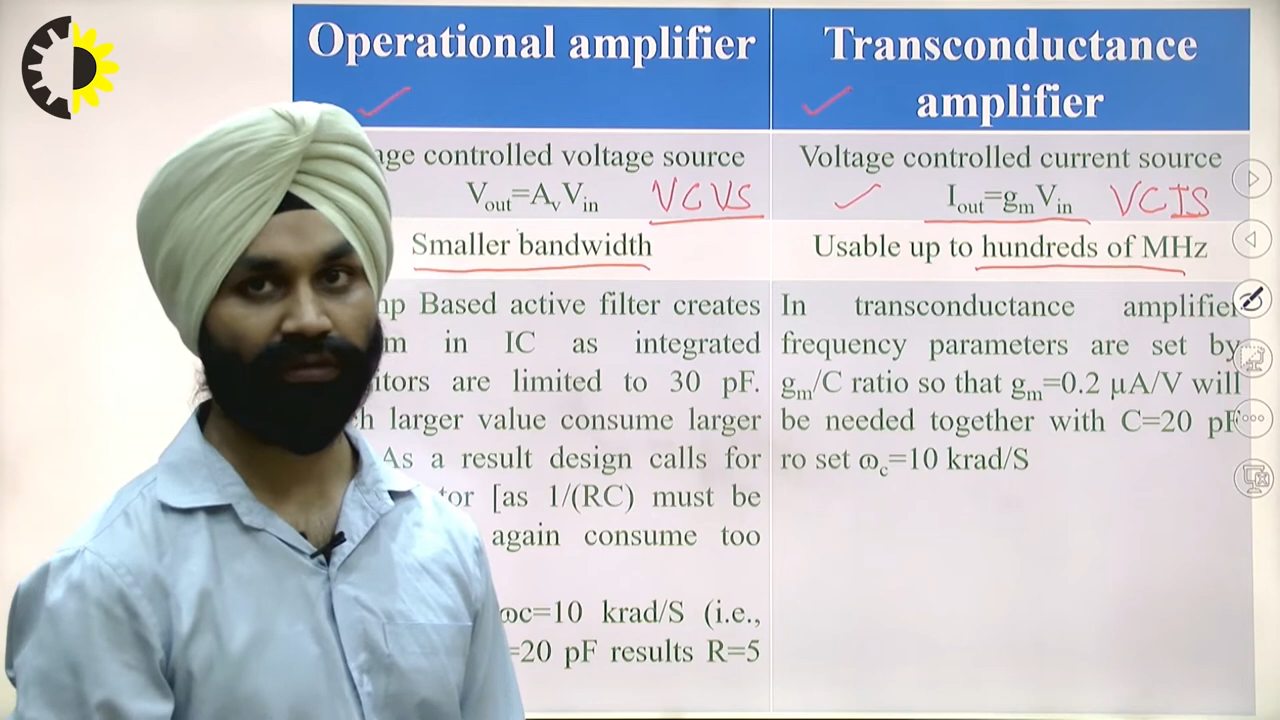 Operational amplifier
Transconductance
amplifier
controlled voltage source
Vout=AvVin VCVS
Smaller bandwidth
Based active filter creates
in IC as integrated
are limited to 30 pF.
larger value consume larger
As a result design calls for
[as 1/(RC) must be
again consume too
ωc=10 krad/S (i.e.,
=20 pF results R=5
Voltage controlled current source
Iout=gmVin VCIS
Usable up to hundreds of MHz
In transconductance amplifier
frequency parameters are set by
gm/C ratio so that gm=0.2 µA/V will
be needed together with C=20 pF
ro set ωc=10 krad/S